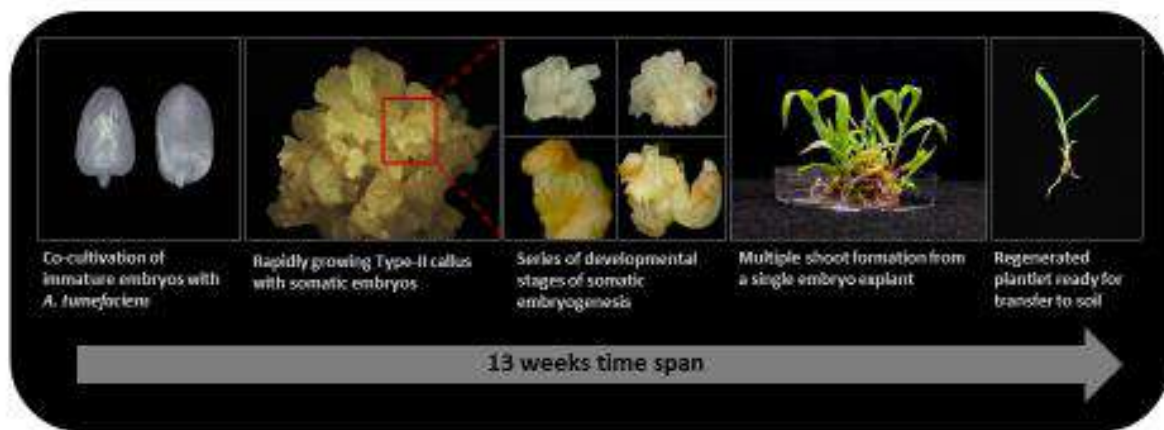 Co-cultivation of
immature embryos with
A. tumefaciens
Rapidly growing Type-II callus
with somatic embryos
Series of developmental
stages of somatic
embryogenesis
Multiple shoot formation from
a single embryo explant
Regenerated
plantlet ready for
transfer to soil
13 weeks time span